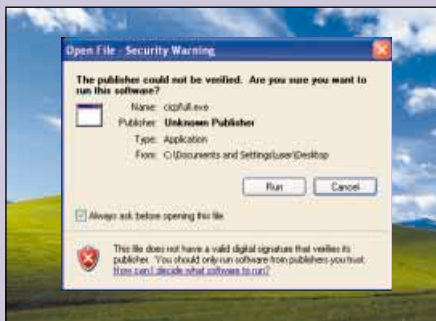 Open File - Security Warning
The publisher could not be verified. Are you sure you want to
run this software?
Name: cicpfull.exe
Publisher: Unknown Publisher
Type: Application
From: C:\Documents and Settings\user\Desktop
Run Cancel
Always ask before opening this file
This file does not have a valid digital signature that verifies its
publisher. You should only run software from publishers you trust.
How can I decide what software to run?